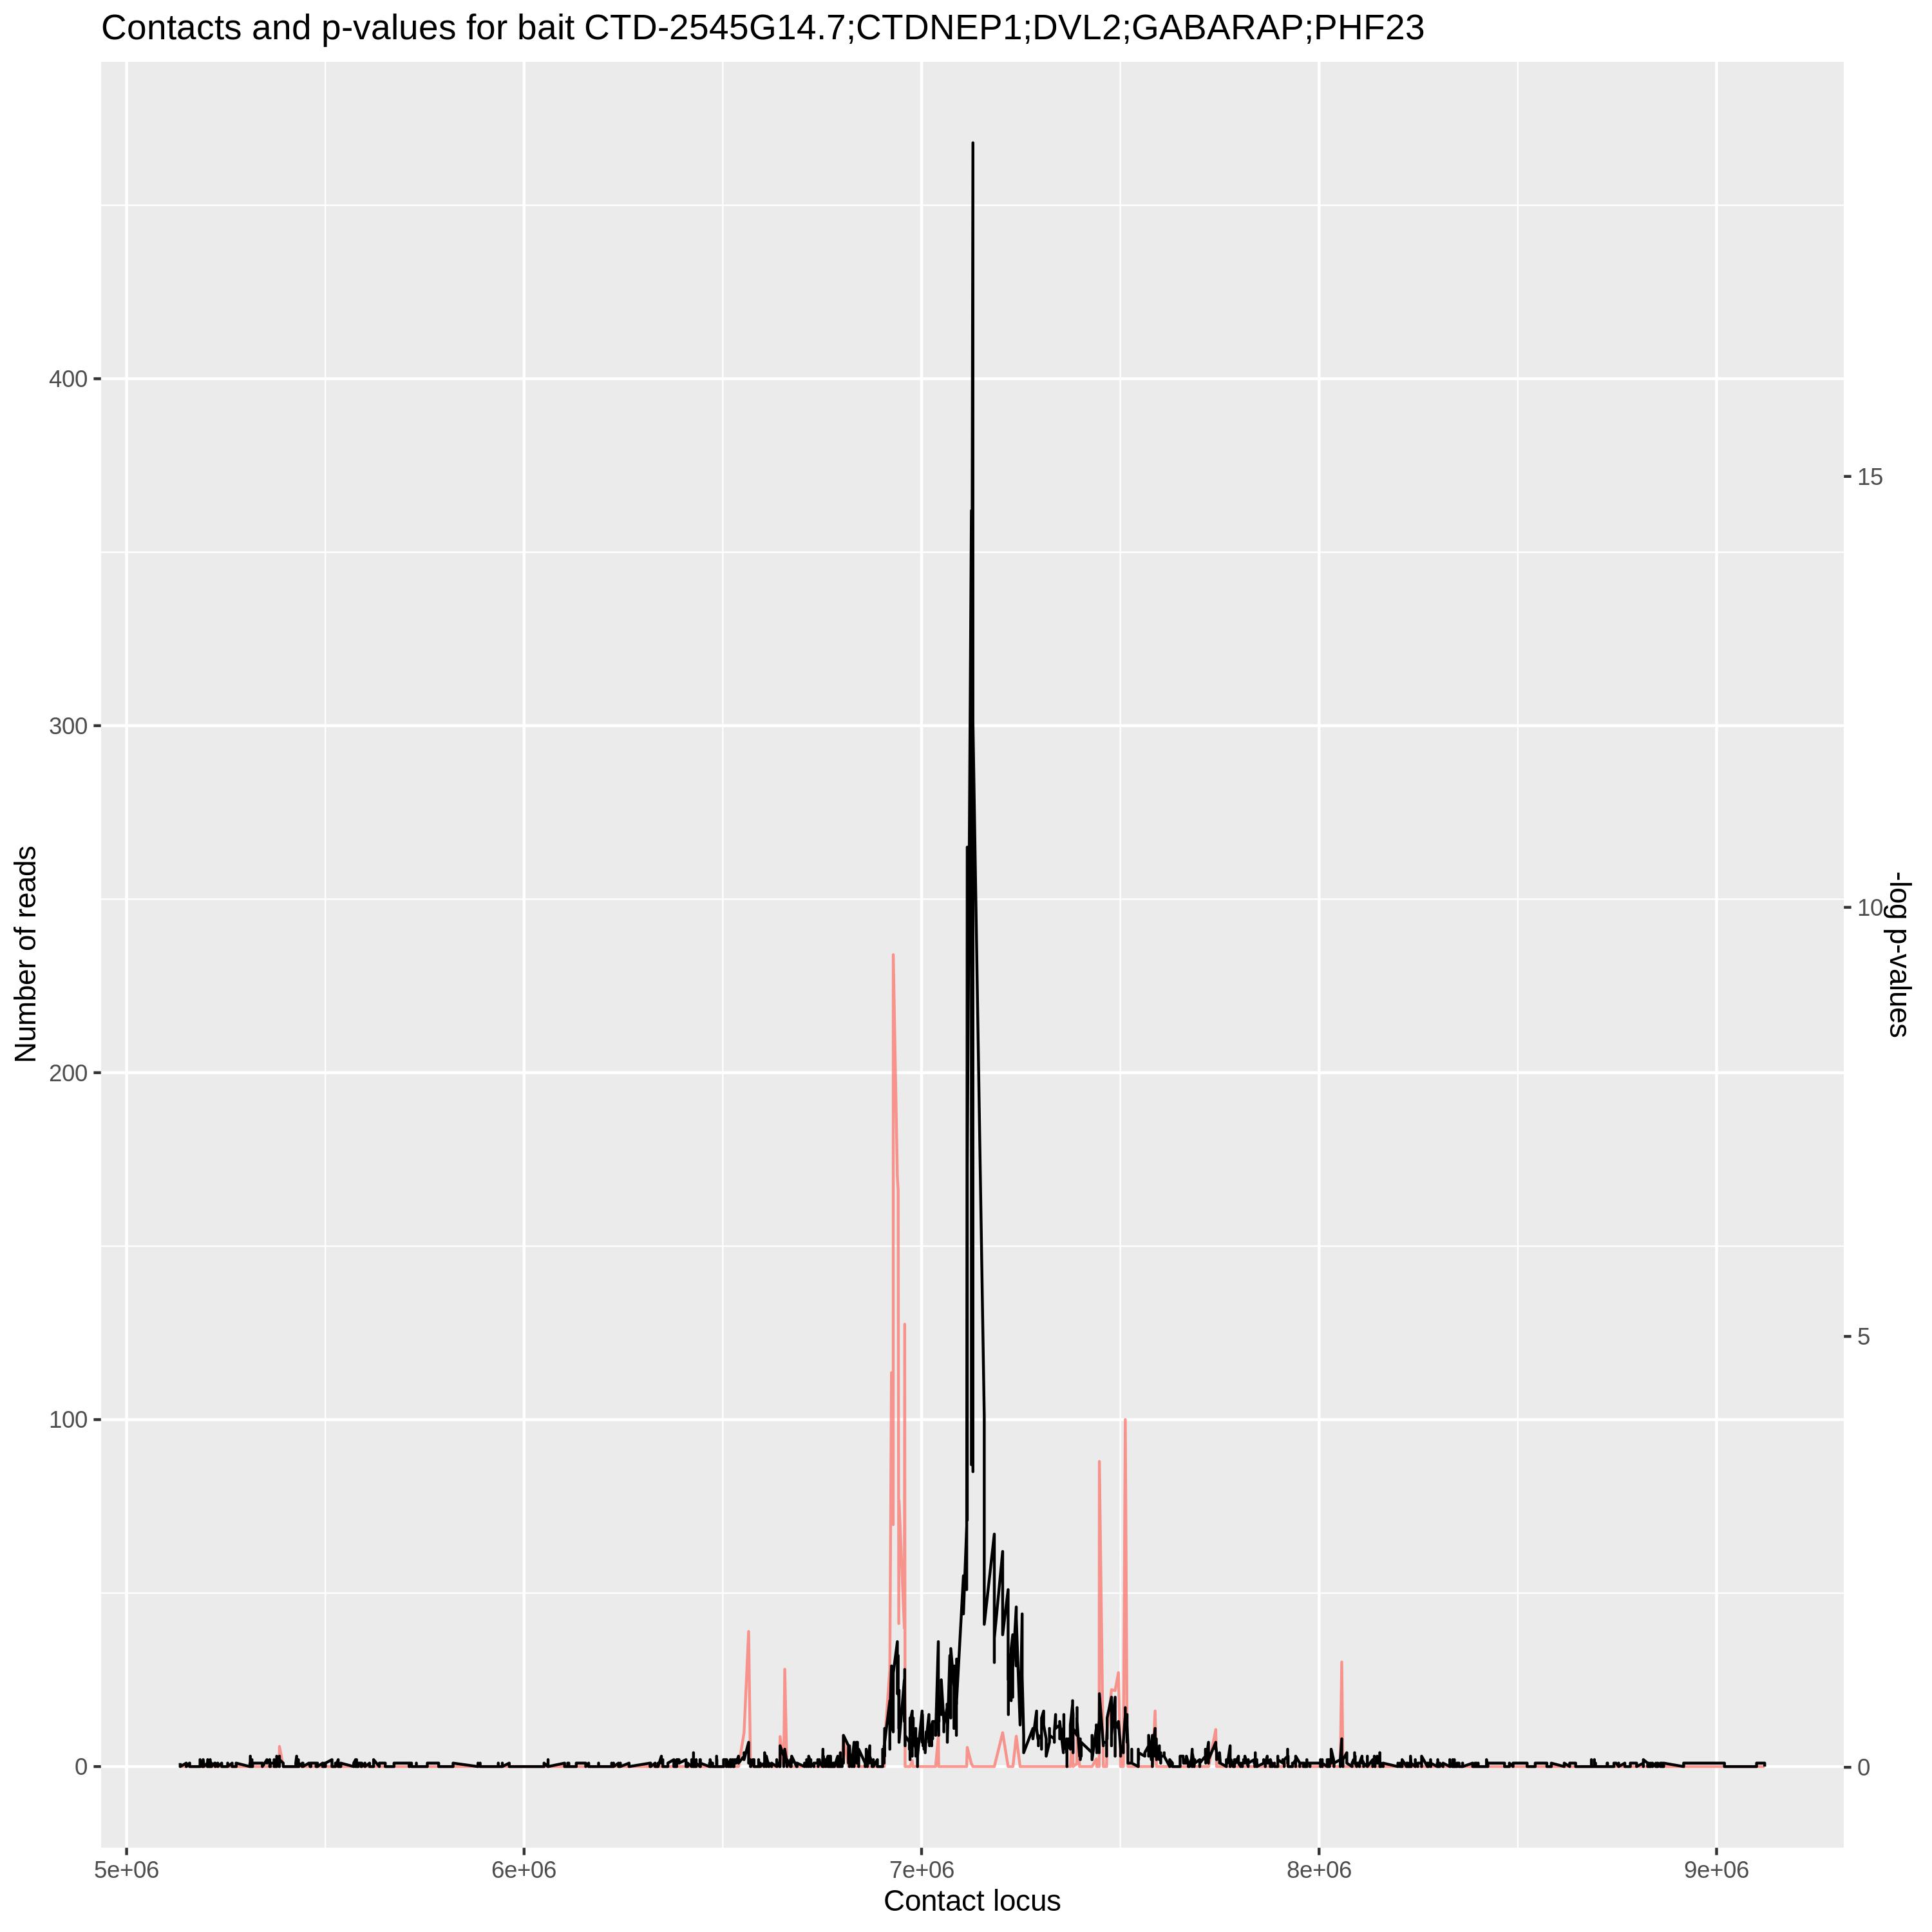 Contacts and p-values for bait CTD-2545G14.7;CTDNEP1;DVL2;GABARAP;PHF23
400
300
200
100
0
Number of reads
15
10
5
0
-log p-values
5e+06 6e+06 7e+06 8e+06 9e+06
Contact locus